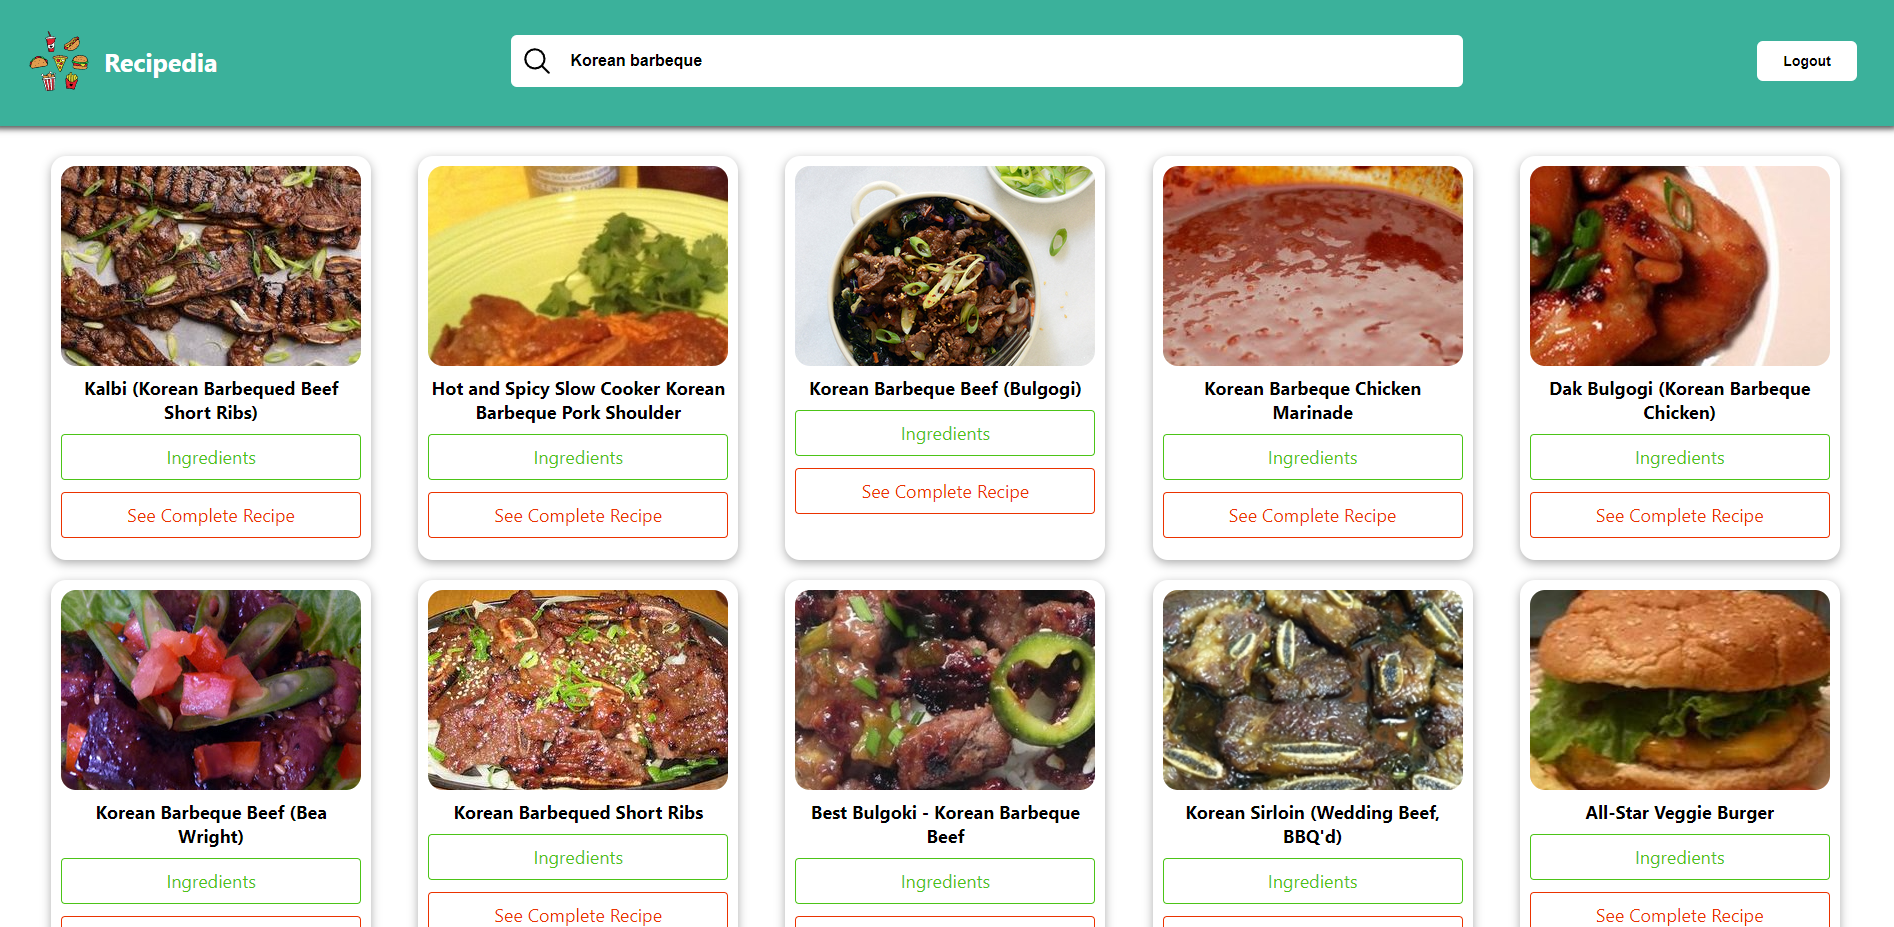 Recipedia
Korean barbeque
Logout
Kalbi (Korean Barbequed Beef
Short Ribs)
Ingredients
See Complete Recipe
Hot and Spicy Slow Cooker Korean
Barbeque Pork Shoulder
Ingredients
See Complete Recipe
Korean Barbeque Beef (Bulgogi)
Ingredients
See Complete Recipe
Korean Barbeque Chicken
Marinade
Ingredients
See Complete Recipe
Dak Bulgogi (Korean Barbeque
Chicken)
Ingredients
See Complete Recipe
Korean Barbeque Beef (Bea
Wright)
Ingredients
Korean Barbequed Short Ribs
Ingredients
See Complete Recipe
Best Bulgoki - Korean Barbeque
Beef
Ingredients
Korean Sirloin (Wedding Beef,
BBQ'd)
Ingredients
All-Star Veggie Burger
Ingredients
See Complete Recipe